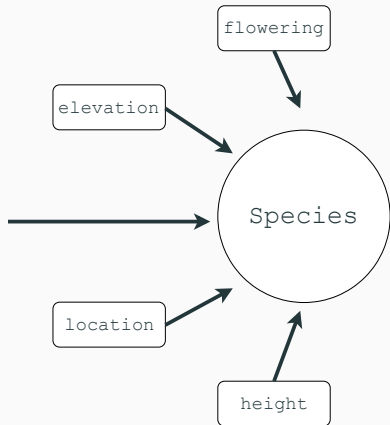 flowering
elevation
Species
location
height